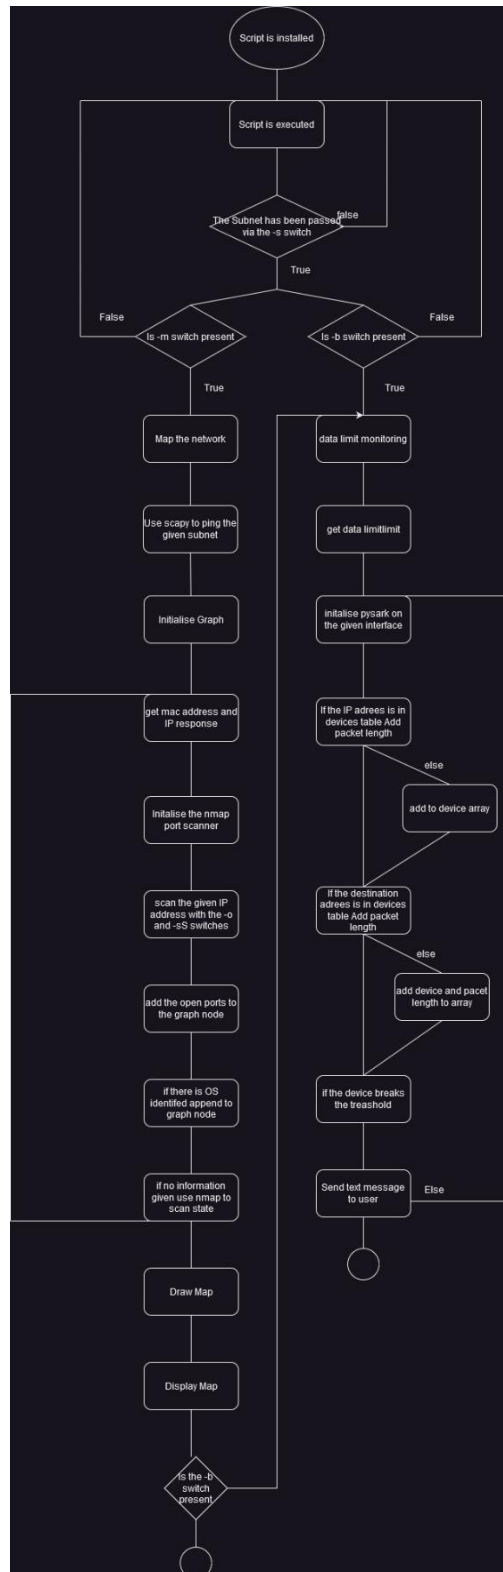 Script is installed
Script is executed
The Subnet has been passed
via the -s switch
false
True
False
Is -m switch present
True
Is -b switch present
False
True
Map the network
Use scapy to ping the
given subnet
Initialise Graph
get mac address and
IP response
Initalise the nmap
port scanner
scan the given IP
address with the -o
and -sS switches
add the open ports to
the graph node
if there is OS
identifed append to
graph node
if no information
given use nmap to
scan state
Draw Map
Display Map
Is the -b
switch
present
data limit monitoring
get data limitlimit
initalise pysark on
the given interface
If the IP adrees is in
devices table Add
packet length
else
add to device array
If the destination
adrees is in devices
table Add packet
length
else
add device and pacet
length to array
if the device breaks
the treashold
Send text message
to user
Else